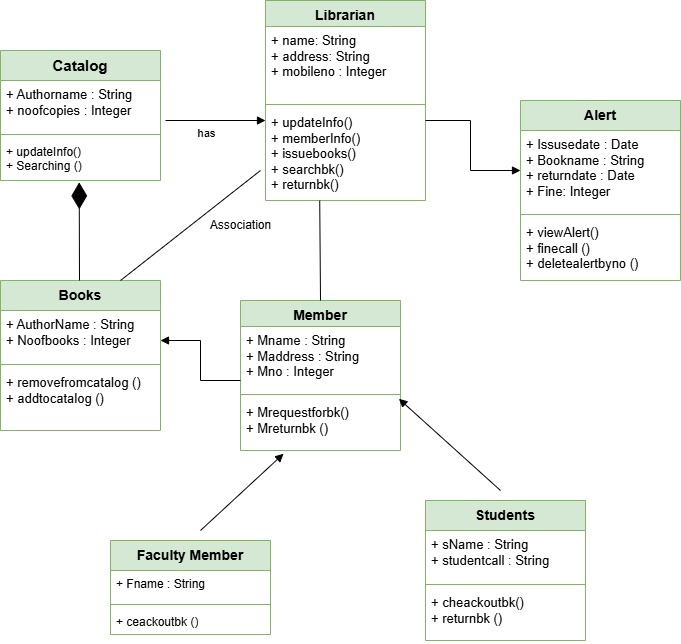 Librarian
+ name: String
+ address: String
+ mobileno : Integer
+ updateInfo()
+ memberInfo()
+ issuebooks()
+ searchbk()
+ returnbk()
Catalog
+ Authorname : String
+ noofcopies : Integer
+ updateInfo()
+ Searching ()
has
Alert
+ Issusedate : Date
+ Bookname : String
+ returndate : Date
+ Fine: Integer
+ viewAlert()
+ finecall ()
+ deletealertbyno ()
Association
Books
+ AuthorName : String
+ Noofbooks : Integer
+ removefromcatalog ()
+ addtocatalog ()
Member
+ Mname : String
+ Maddress : String
+ Mno : Integer
+ Mrequestforbk()
+ Mreturnbk ()
Faculty Member
+ Fname : String
+ ceackoutbk ()
Students
+ sName : String
+ studentcall : String
+ cheackoutbk()
+ returnbk ()